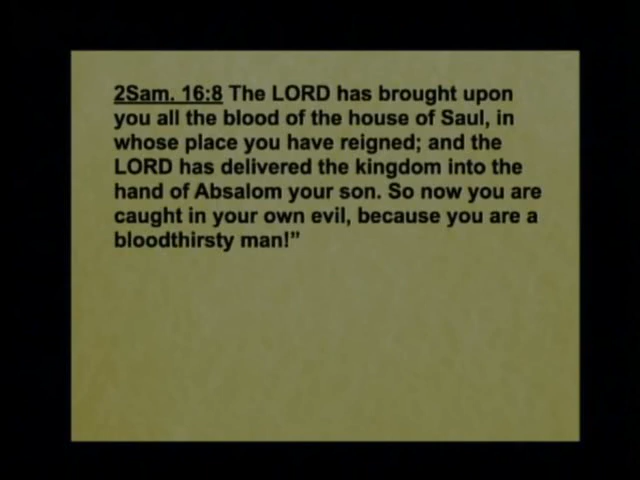 2Sam. 16:8 The LORD has brought upon
you all the blood of the house of Saul, in
whose place you have reigned; and the
LORD has delivered the kingdom into the
hand of Absalom your son. So now you are
caught in your own evil, because you are a
bloodthirsty man!”